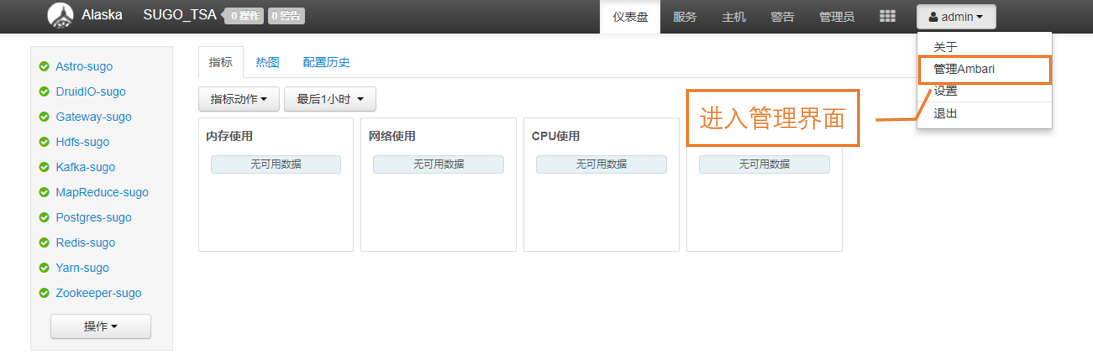 Alaska SUGO_TSA 0 操作 0 警告 仪表盘 服务 主机 警告 管理员 admin
关于
管理Ambari
设置
退出
Astro-sugo
DruidIO-sugo
Gateway-sugo
Hdfs-sugo
Kafka-sugo
MapReduce-sugo
Postgres-sugo
Redis-sugo
Yarn-sugo
Zookeeper-sugo
操作
指标 热图 配置历史
指标动作 最后1小时
内存使用 网络使用 CPU使用
无可用数据 无可用数据 无可用数据 无可用数据
进入管理界面